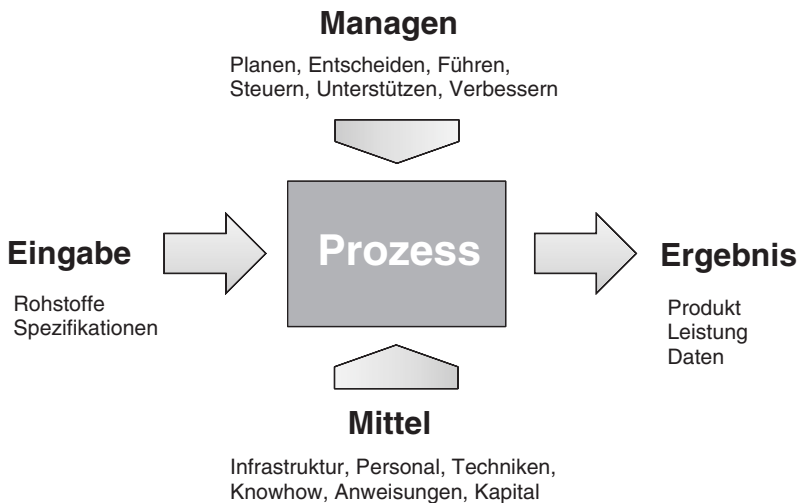 Managen
Planen, Entscheiden, Führen,
Steuern, Unterstützen, Verbessern
Eingabe
Rohstoffe
Spezifikationen
Prozess
Ergebnis
Produkt
Leistung
Daten
Mittel
Infrastruktur, Personal, Techniken,
Knowhow, Anweisungen, Kapital